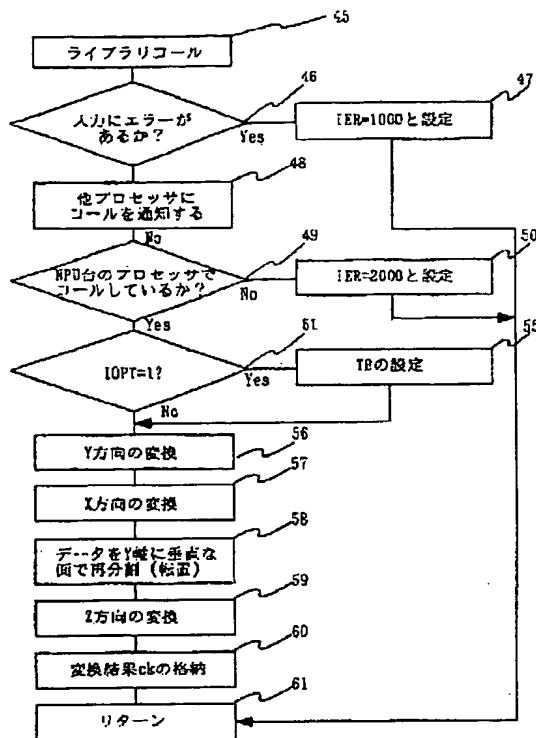 45
ライブラリコール
46
入力にエラーが
あるか?
Yes
47
IER=1000と設定
48
他プロセッサに
コールを通知する
No
49
NPU台のプロセッサで
コールしているか?
No
50
IER=2000と設定
Yes
51
IOPT=1?
Yes
55
TBの設定
No
56
Y方向の変換
57
X方向の変換
58
データをY軸に垂直な
面で再分割(転置)
59
Z方向の変換
60
変換結果ckの格納
61
リターン